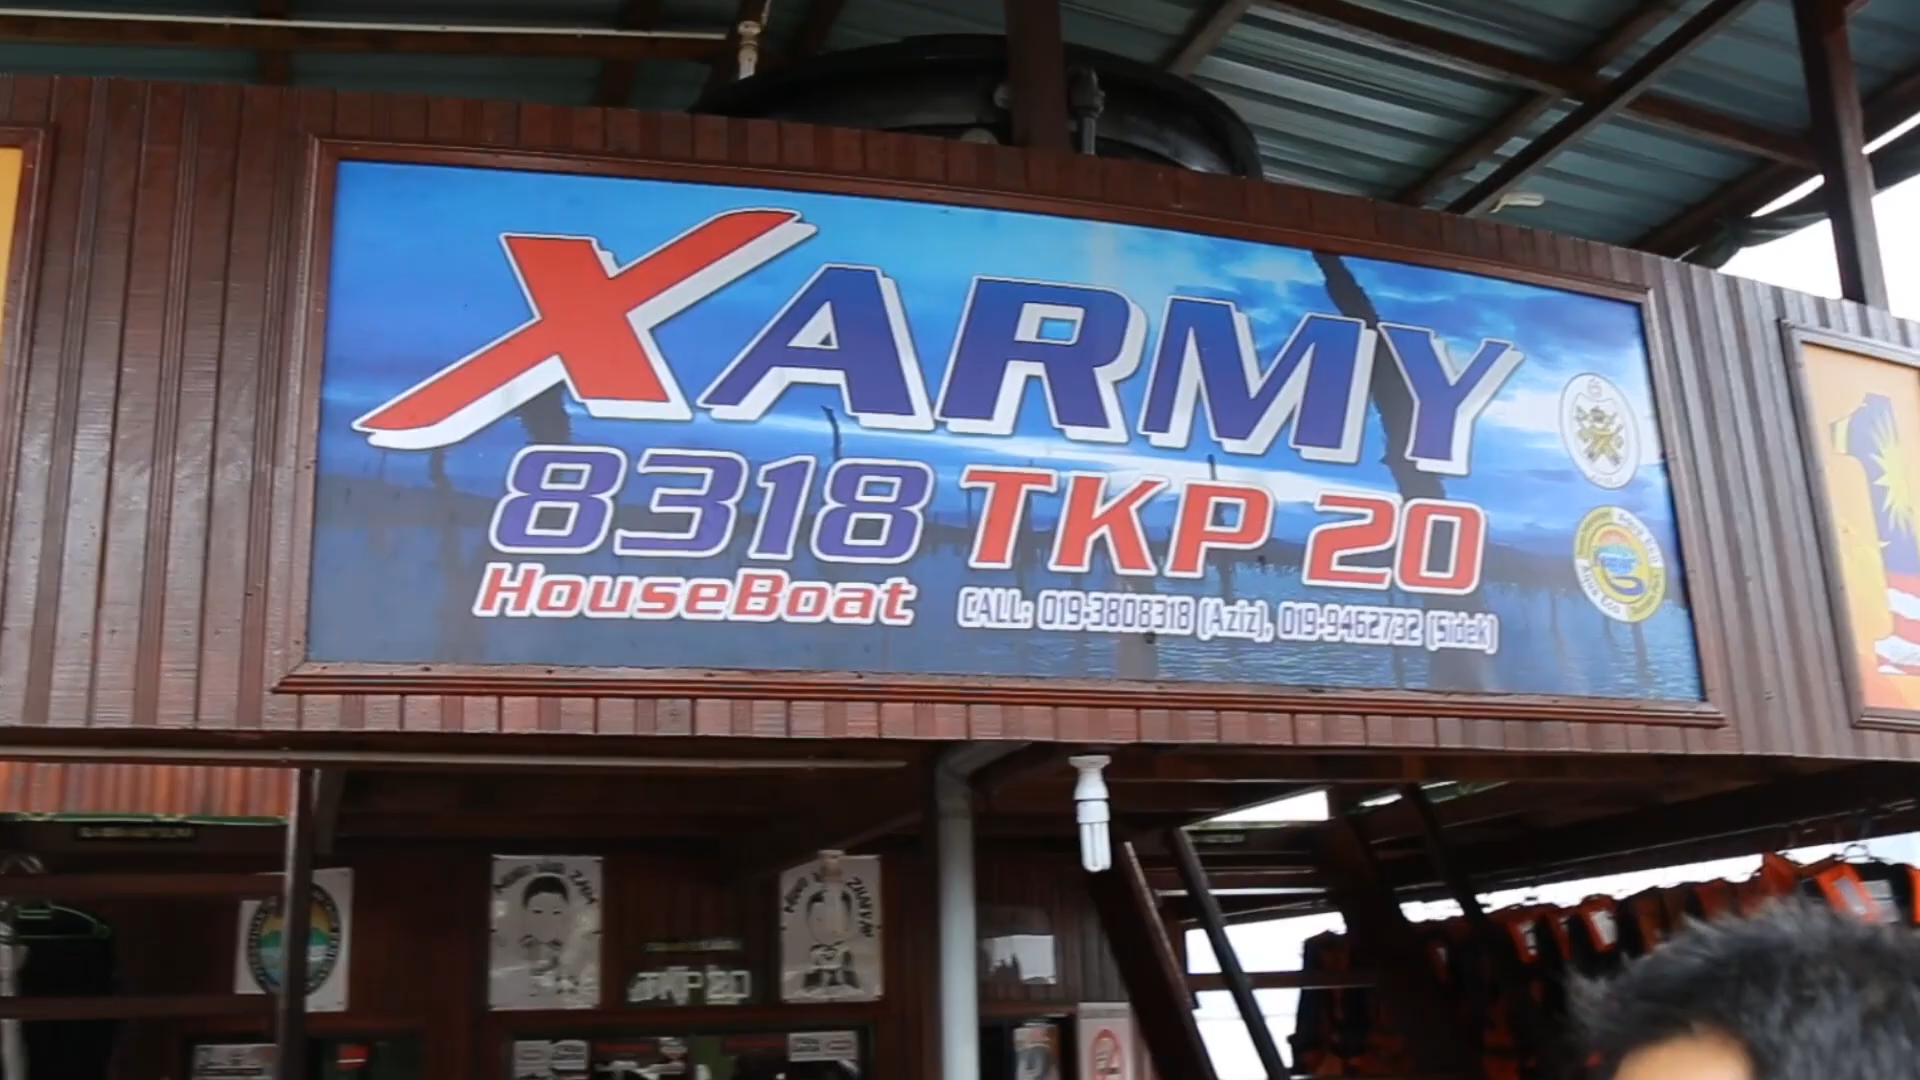 XARMY
8318 TKP 20
HouseBoat CALL: 019-3808318 (Aziz), 019-9462732 (Sidek)
TKP 20